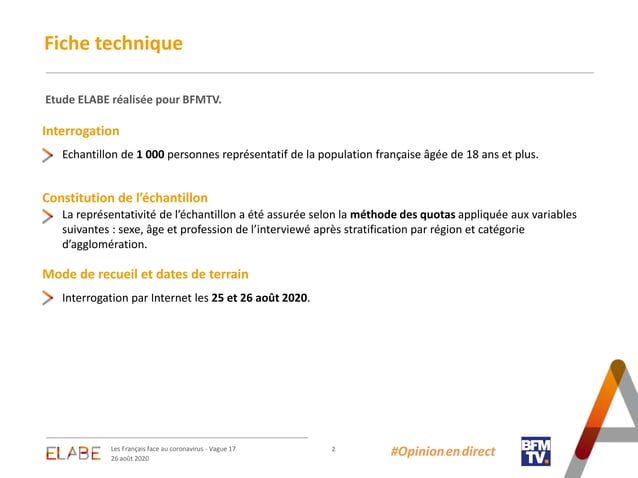 Fiche technique
Etude ELABE réalisée pour BFMTV.
Interrogation
Echantillon de 1 000 personnes représentatif de la population française âgée de 18 ans et plus.
Constitution de l’échantillon
La représentativité de l’échantillon a été assurée selon la méthode des quotas appliquée aux variables
suivantes : sexe, âge et profession de l’interviewé après stratification par région et catégorie
d’agglomération.
Mode de recueil et dates de terrain
Interrogation par Internet les 25 et 26 août 2020.
ELABE
Les Français face au coronavirus - Vague 17
26 août 2020
2
#Opinion en direct
BFM
TV.